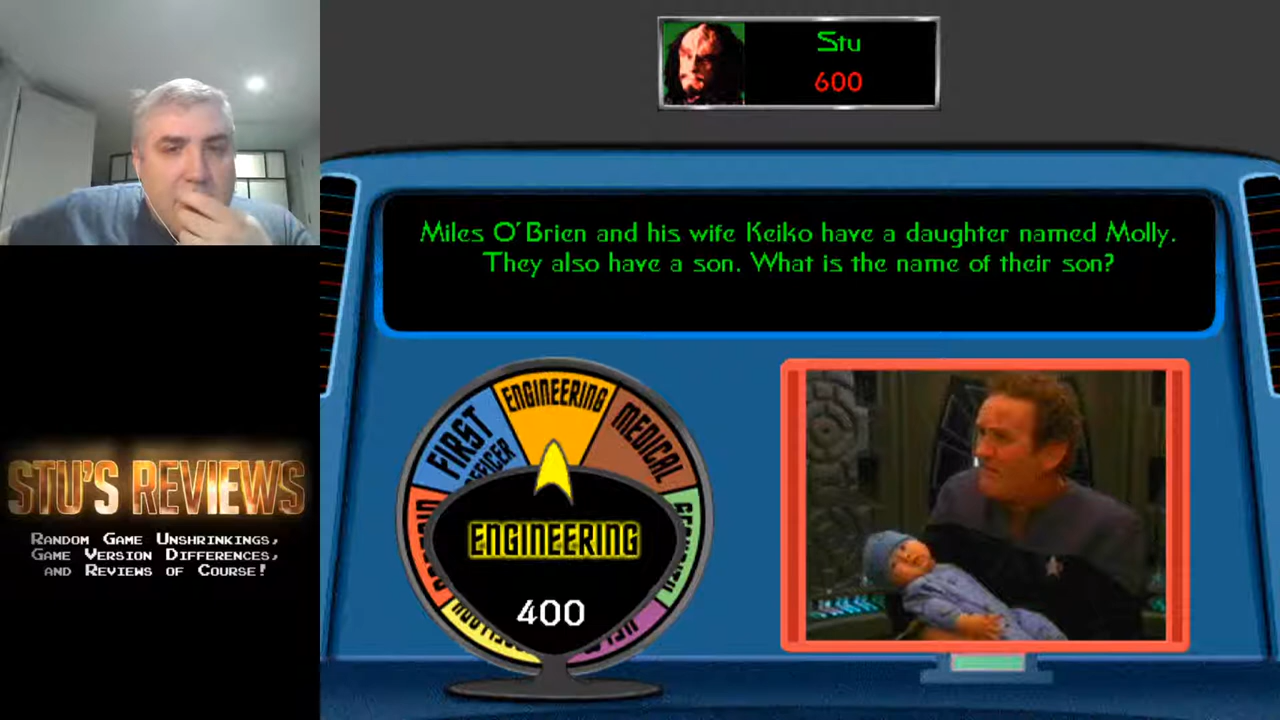 Stu
600
Miles O'Brien and his wife Keiko have a daughter named Molly.
They also have a son. What is the name of their son?
ENGINEERING
FIRST
OFFICER
MEDICAL
ENGINEERING
400
STU'S REVIEWS
Random Game Unshrinkings,
Game Version Differences,
and Reviews of Course!